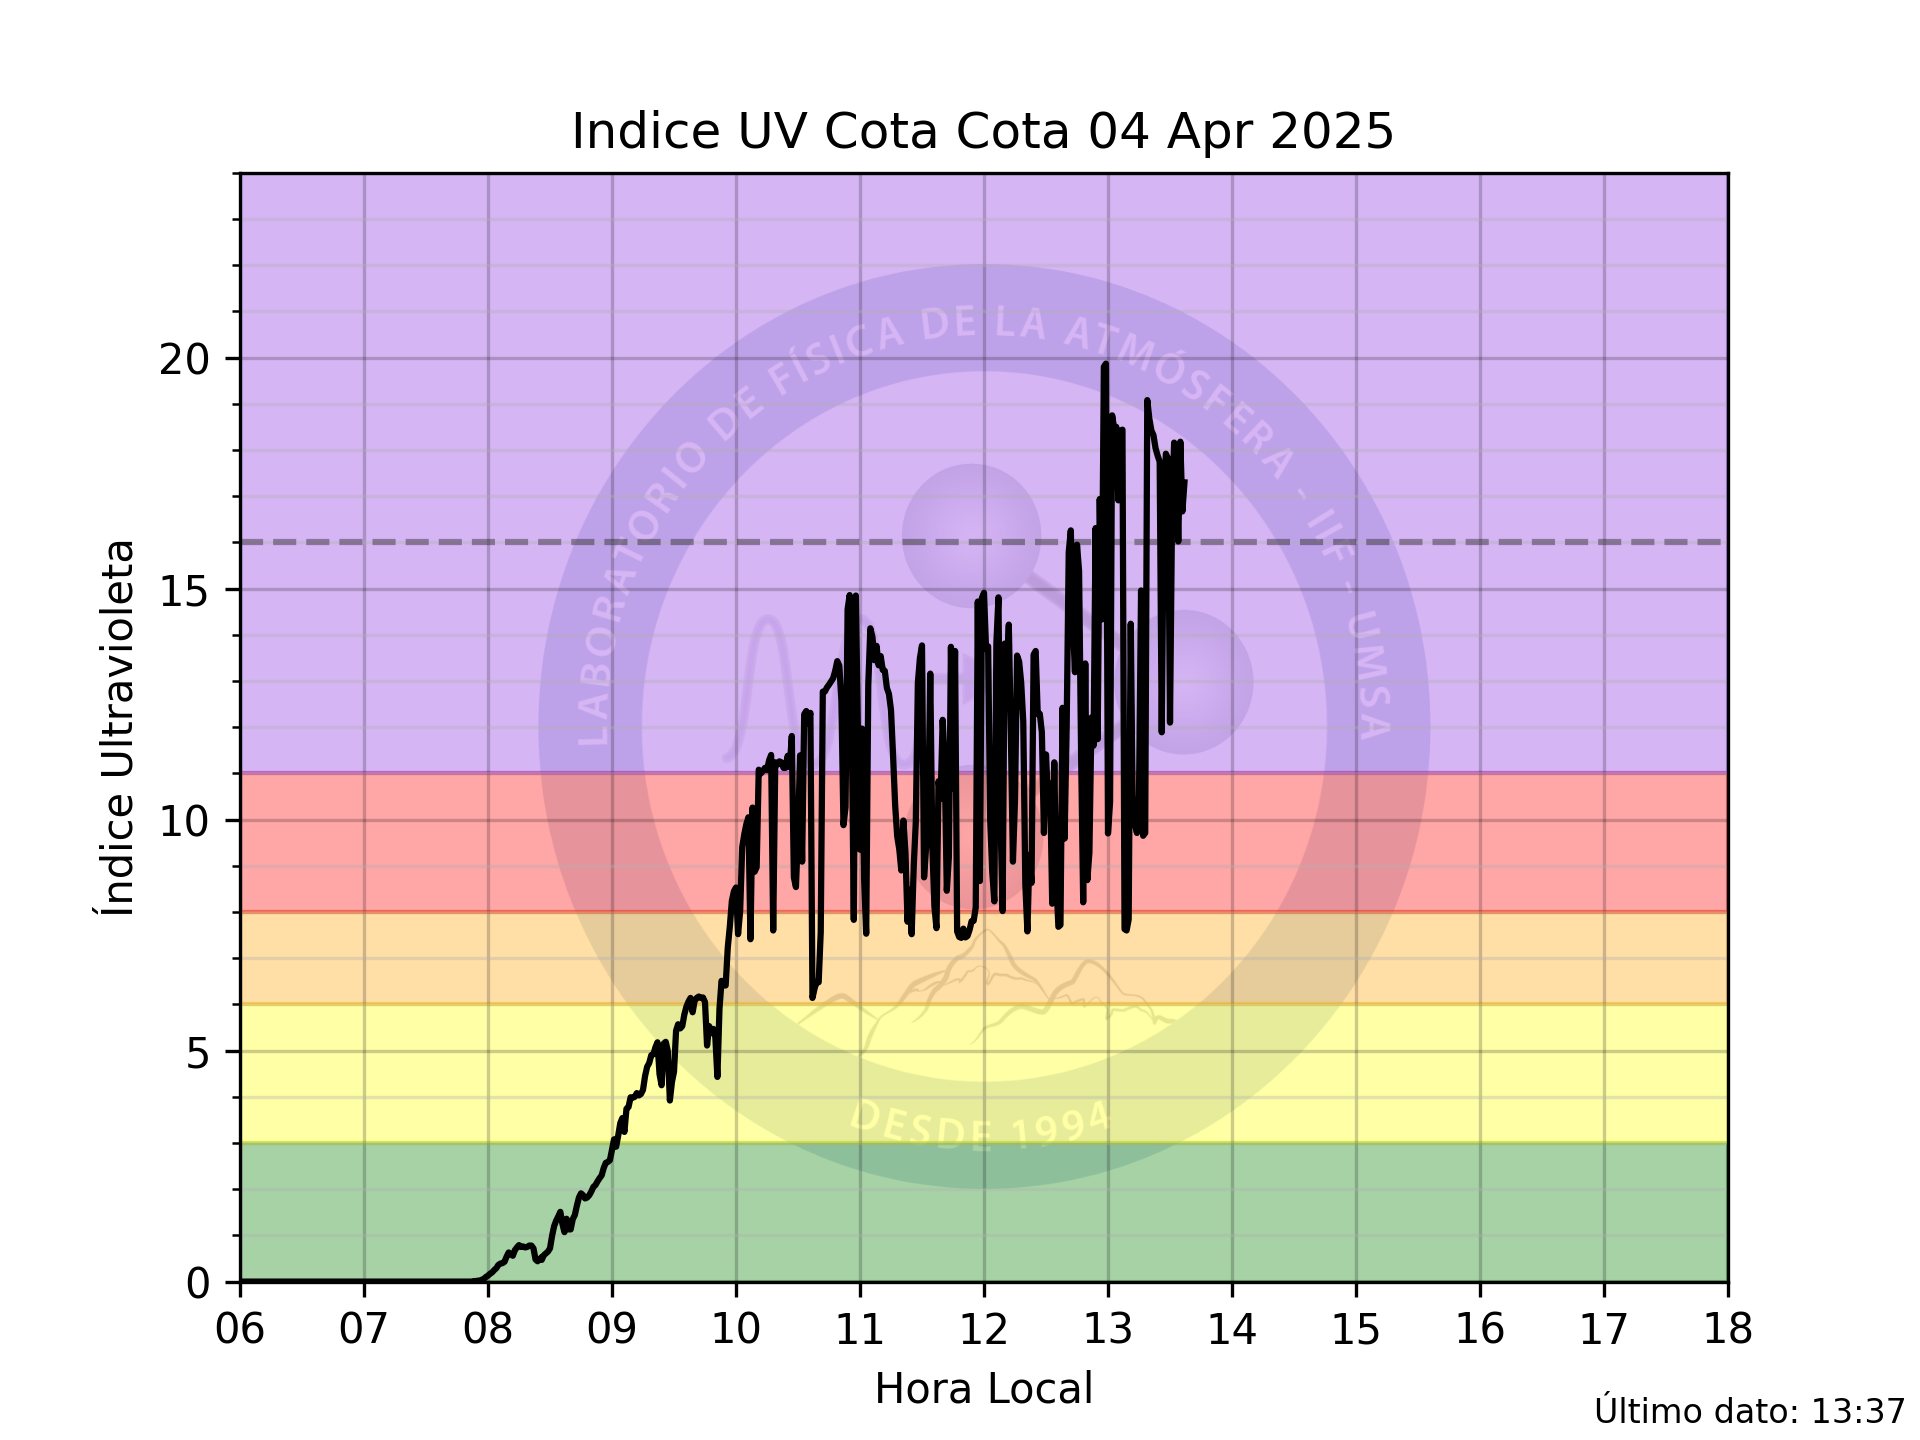 Indice UV Cota Cota 04 Apr 2025
Índice Ultravioleta
20
15
10
5
0
LABORATORIO DE FÍSICA DE LA ATMÓSFERA - IIF - UMSA
DESDE 1994
06 07 08 09 10 11 12 13 14 15 16 17 18
Hora Local
Último dato: 13:37